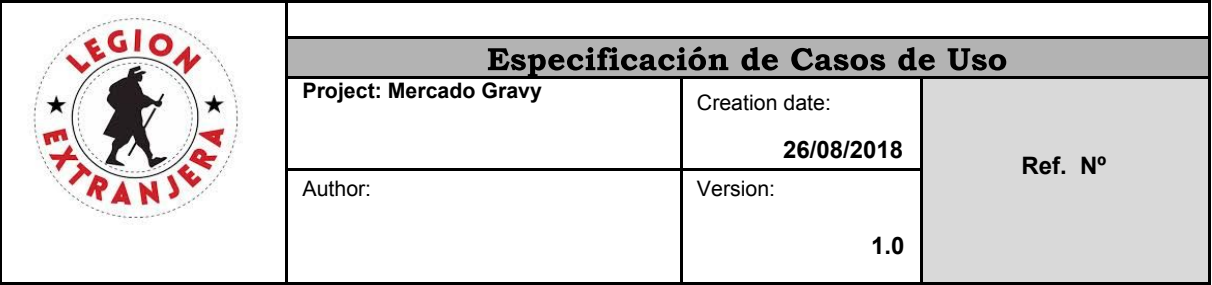 LEGION
EXTRANJERA
Especificación de Casos de Uso
Project: Mercado Gravy
Creation date:
26/08/2018
Ref. Nº
Author:
Version:
1.0